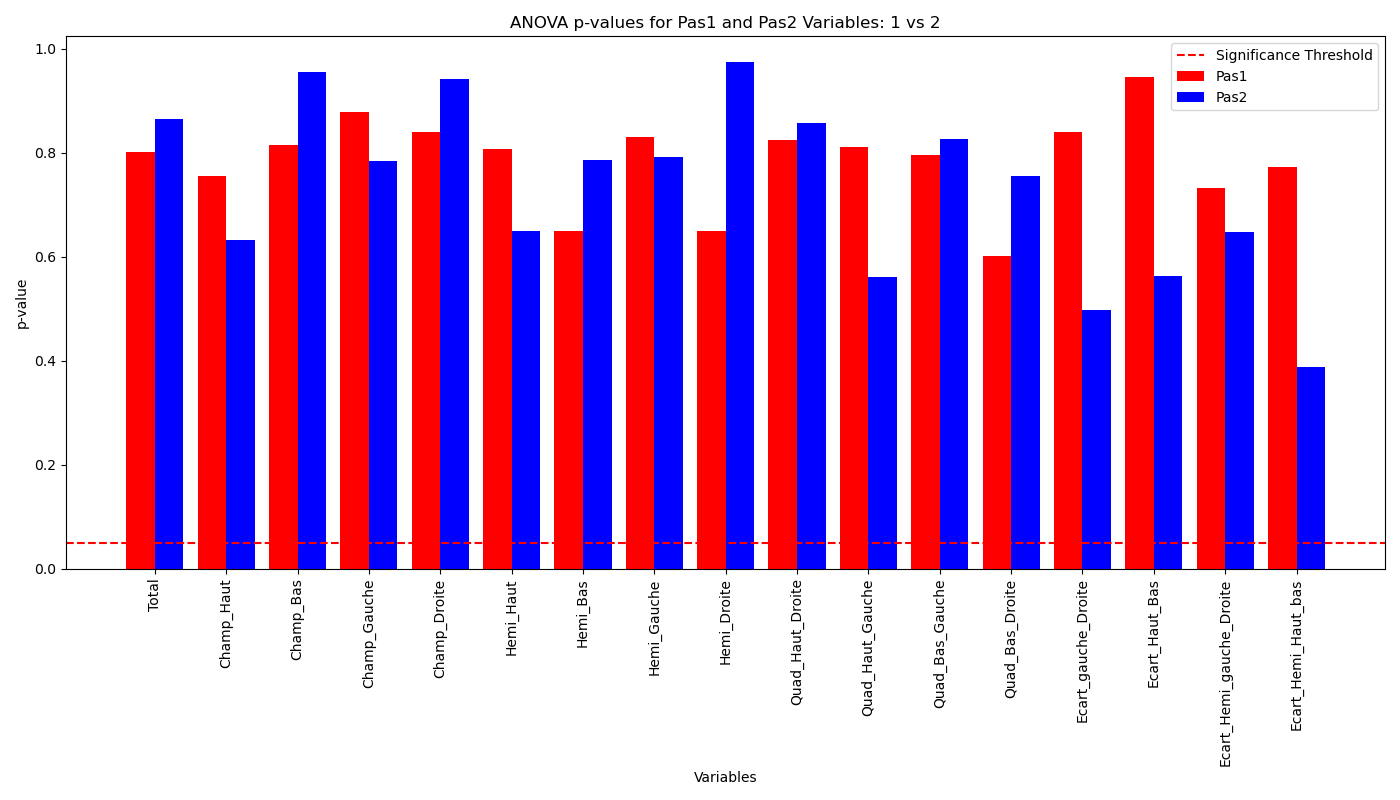 ANOVA p-values for Pas1 and Pas2 Variables: 1 vs 2
Significance Threshold
Pas1
Pas2
p-value
1.0
0.8
0.6
0.4
0.2
0.0
Total
Champ_Haut
Champ_Bas
Champ_Gauche
Champ_Droite
Hemi_Haut
Hemi_Bas
Hemi_Gauche
Hemi_Droite
Quad_Haut_Droite
Quad_Haut_Gauche
Quad_Bas_Gauche
Quad_Bas_Droite
Ecart_gauche_Droite
Ecart_Haut_Bas
Ecart_Hemi_gauche_Droite
Ecart_Hemi_Haut_bas
Variables